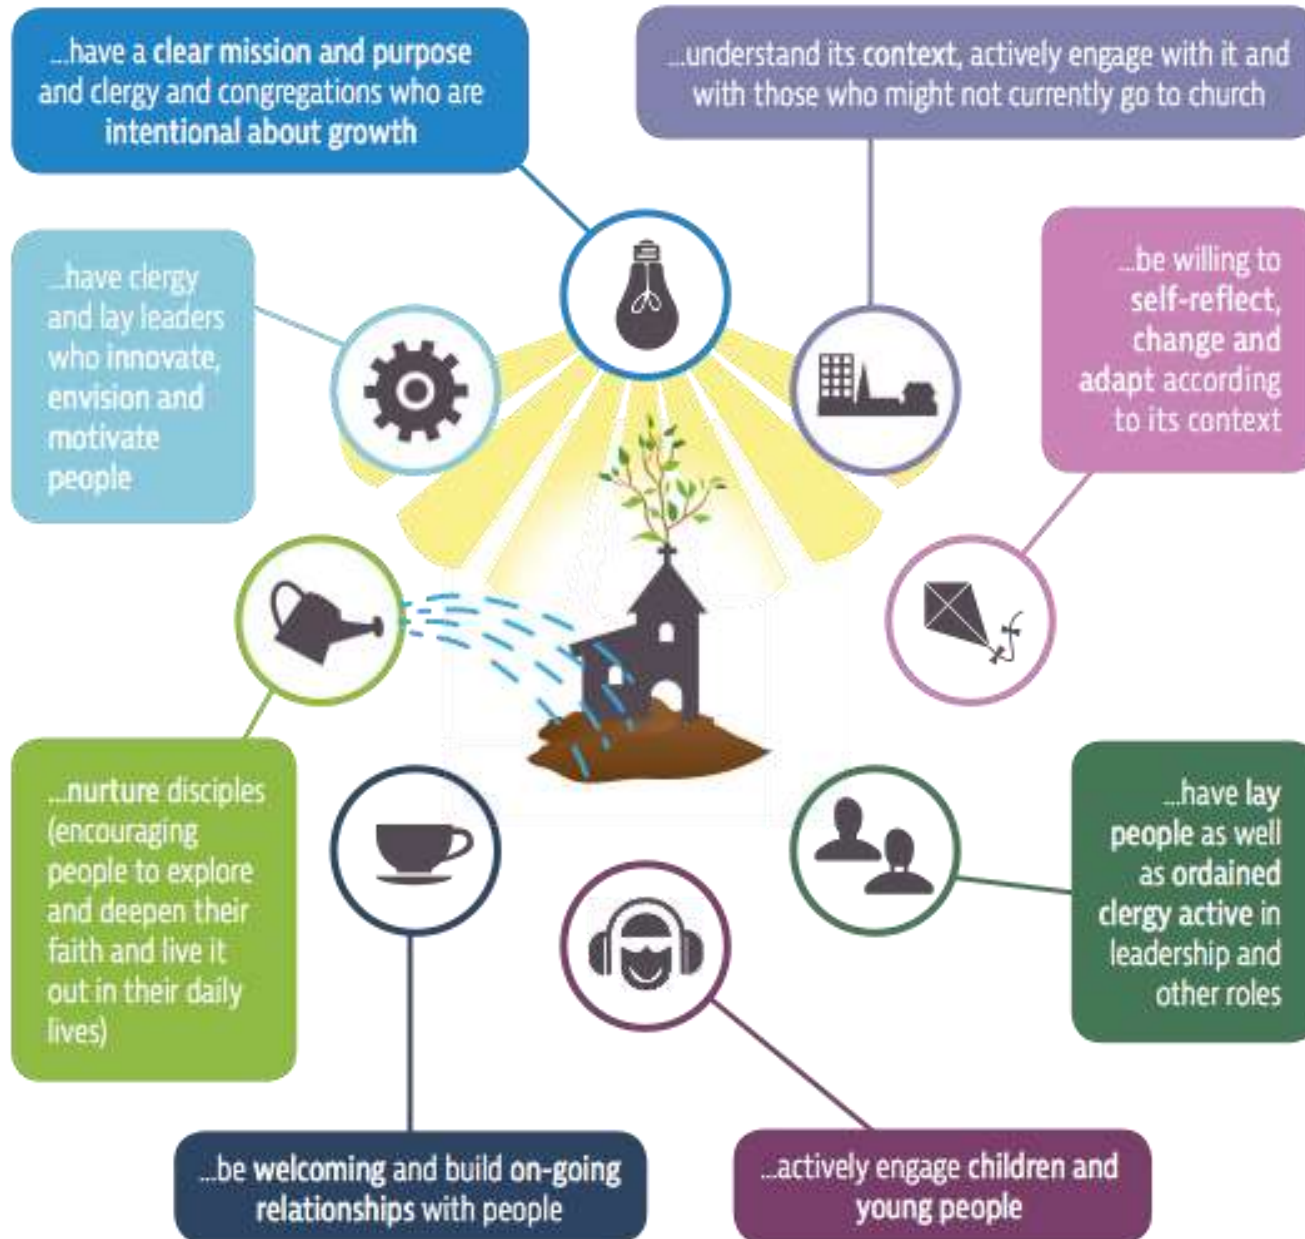 ...have a clear mission and purpose
and clergy and congregations who are
intentional about growth
...understand its context, actively engage with it and
with those who might not currently go to church
...have clergy
and lay leaders
who innovate,
envision and
motivate
people
...be willing to
self-reflect,
change and
adapt according
to its context
...nurture disciples
(encouraging
people to explore
and deepen their
faith and live it
out in their daily
lives)
...have lay
people as well
as ordained
clergy active in
leadership and
other roles
...be welcoming and build on-going
relationships with people
...actively engage children and
young people